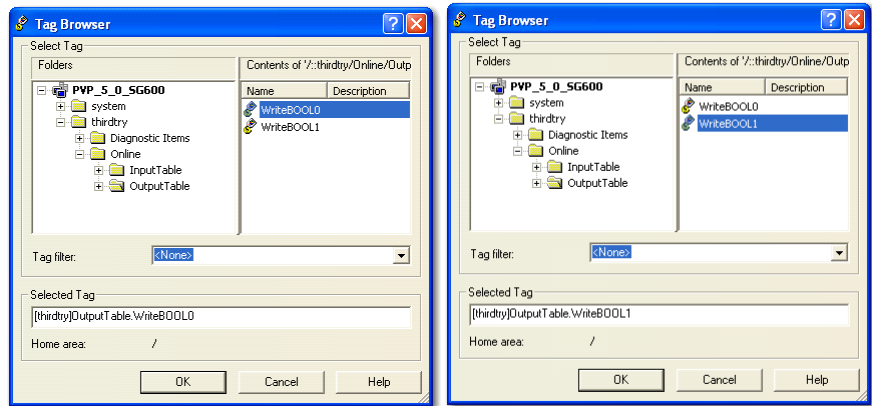 Tag Browser
Select Tag
Folders
Contents of '/::thirdtry/Online/Outp
PVP_5_0_SG600
system
thirdtry
Diagnostic Items
Online
InputTable
OutputTable
Name Description
WriteBOOL0
WriteBOOL1
Tag filter: <None>
Selected Tag
[thirdtry]OutputTable.WriteBOOL0
Home area: /
OK Cancel Help
Tag Browser
Select Tag
Folders
Contents of '/::thirdtry/Online/Outp
PVP_5_0_SG600
system
thirdtry
Diagnostic Items
Online
InputTable
OutputTable
Name Description
WriteBOOL0
WriteBOOL1
Tag filter: <None>
Selected Tag
[thirdtry]OutputTable.WriteBOOL1
Home area: /
OK Cancel Help